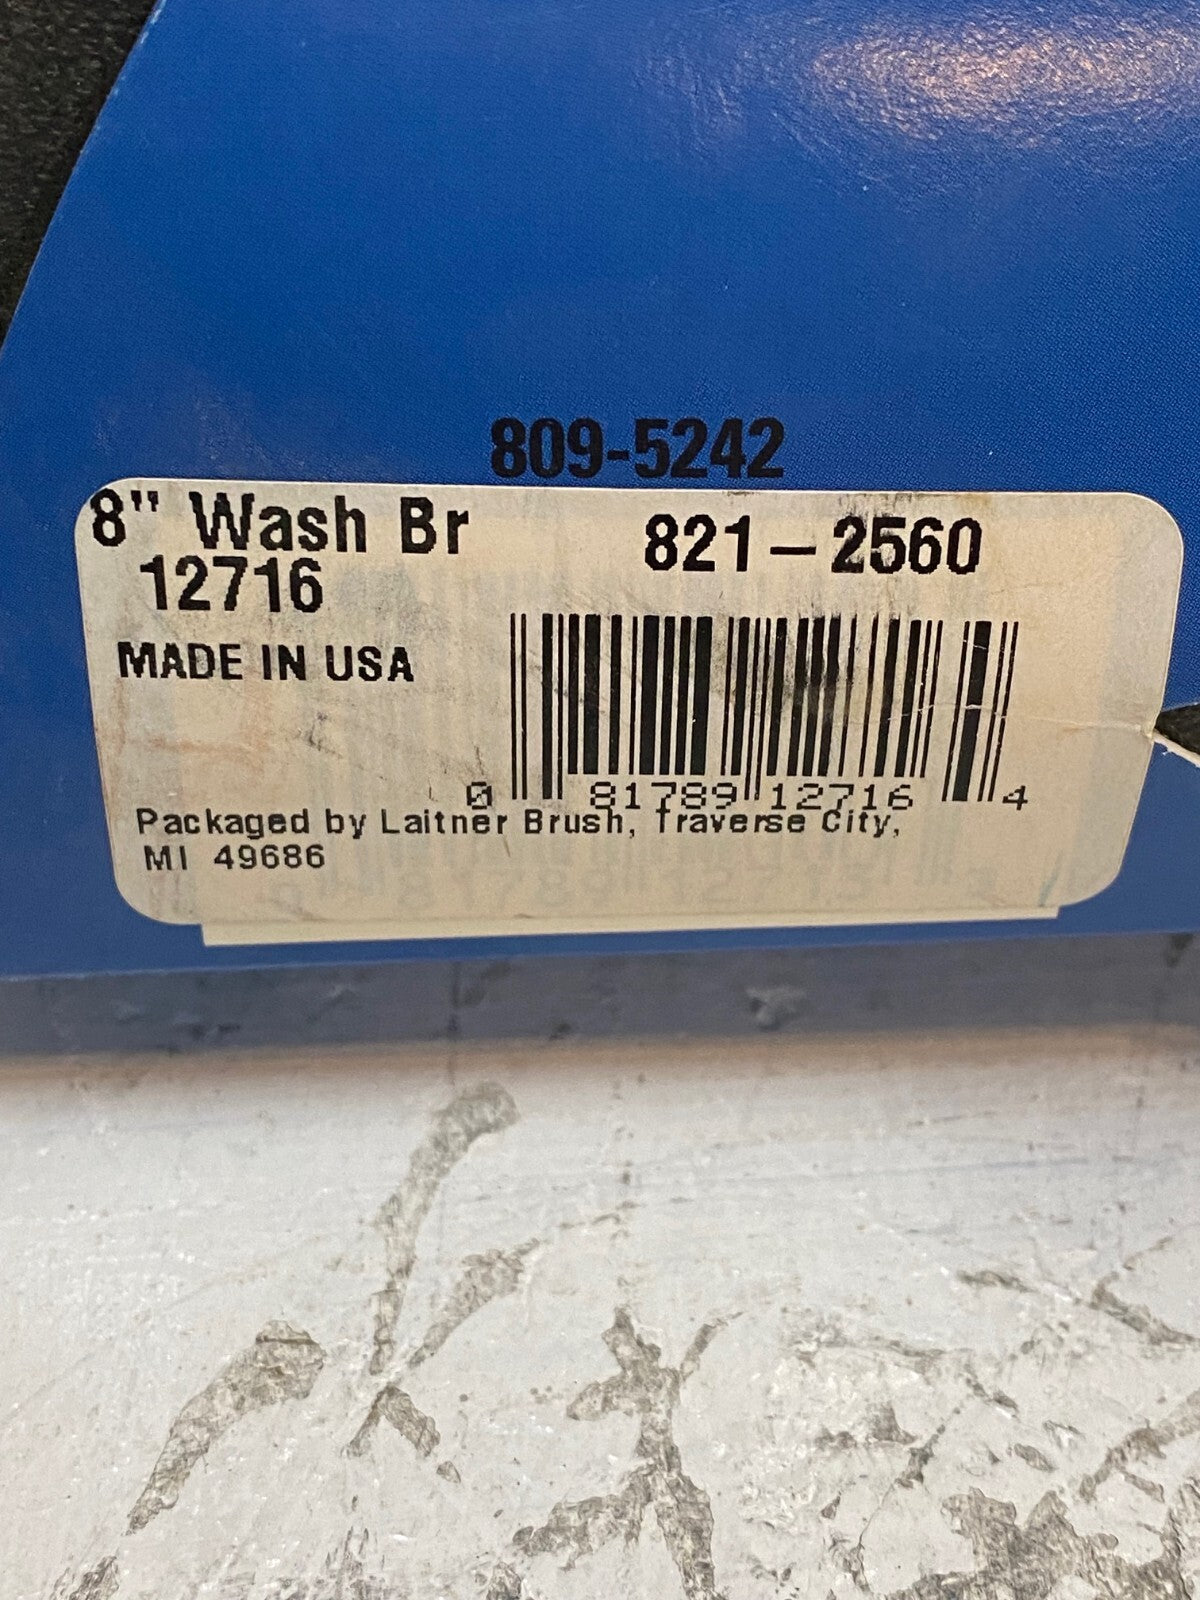 809-5242
8" Wash Br
821-2560
12716
MADE IN USA
0 81789 12716 4
Packaged by Laitner Brush, Traverse City,
MI 49686